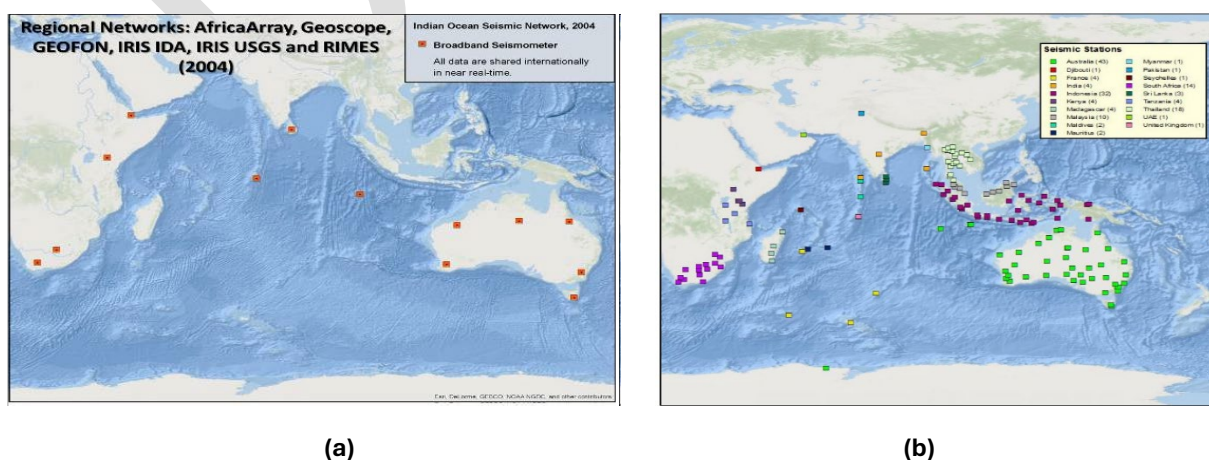 Regional Networks: AfricaArray, Geoscope,
GEOFON, IRIS IDA, IRIS USGS and RIMES
(2004)
Indian Ocean Seismic Network, 2004
Broadband Seismometer
All data are shared internationally
in near real-time.
Esri, DeLorme, GEBCO, NOAA NGDC, and other contributors
Seismic Stations
Australia (43)
Djibouti (1)
France (4)
India (4)
Indonesia (32)
Kenya (4)
Madagascar (4)
Malaysia (10)
Maldives (2)
Mauritius (2)
Myanmar (1)
Pakistan (1)
Seychelles (1)
South Africa (14)
Sri Lanka (3)
Tanzania (4)
Thailand (18)
UAE (1)
United Kingdom (1)
(a)
(b)